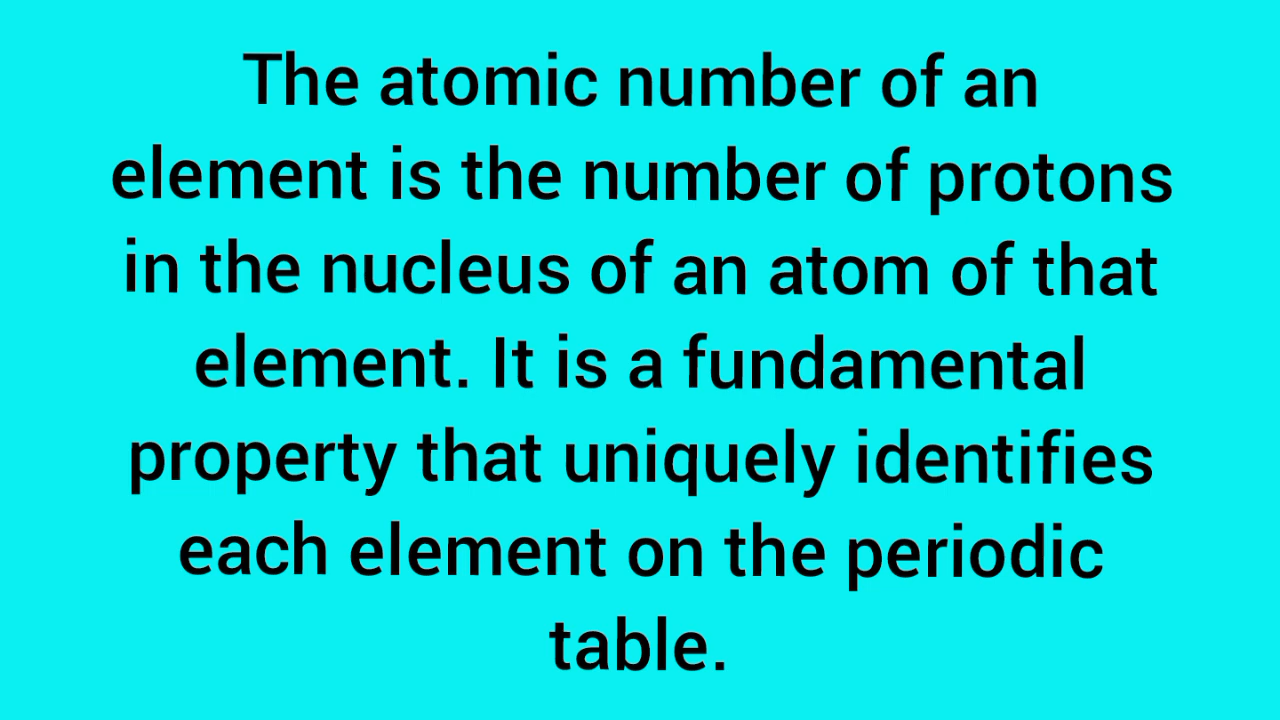 The atomic number of an
element is the number of protons
in the nucleus of an atom of that
element. It is a fundamental
property that uniquely identifies
each element on the periodic
table.